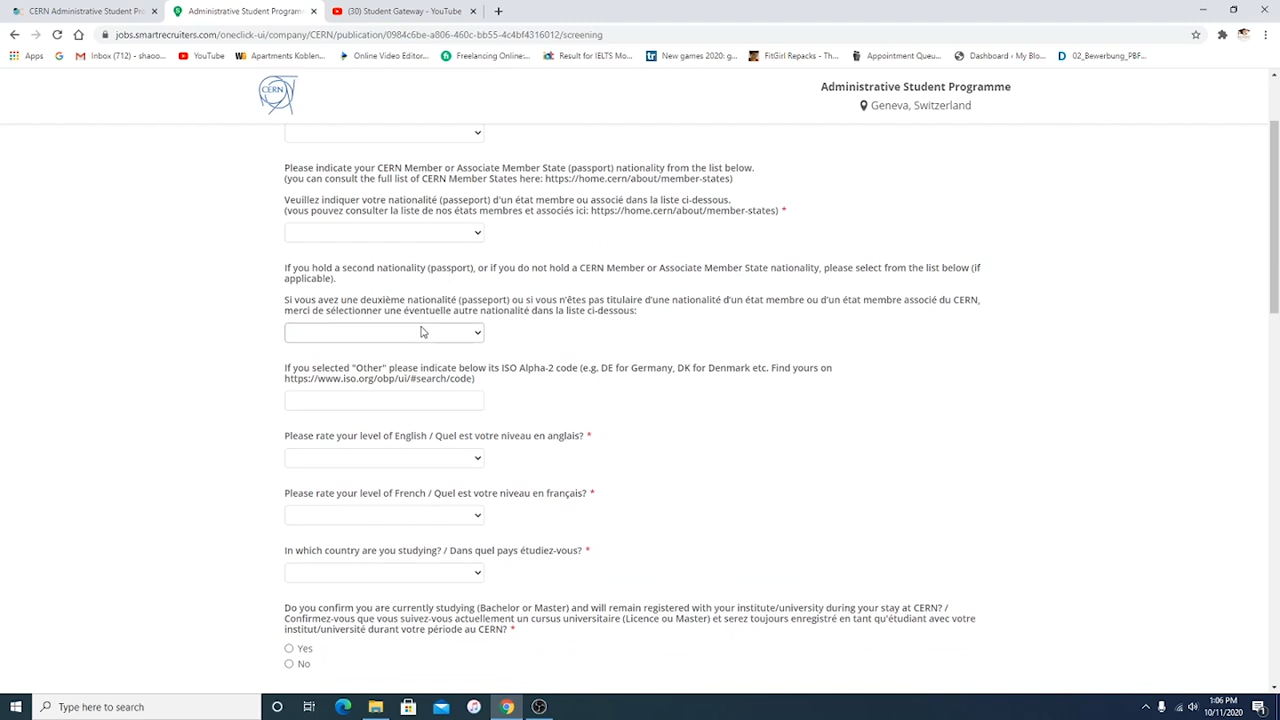 CERN Administrative Student Pro
Administrative Student Program
(30) Student Gateway - YouTube
jobs.smartrecruiters.com/oneclick-ui/company/CERN/publication/0984c6be-a806-460c-bb55-4c4bf4316012/screening
Apps
Inbox (712) - shaoo...
YouTube
Apartments Koblen...
Online Video Editor...
Freelancing Online:...
Result for IELTS Mo...
New games 2020: g...
FitGirl Repacks - Th...
Appointment Queu...
Dashboard ‹ My Blo...
02_Bewerbung_PBF...
CERN
Administrative Student Programme
Geneva, Switzerland
Please indicate your CERN Member or Associate Member State (passport) nationality from the list below.
(you can consult the full list of CERN Member States here: https://home.cern/about/member-states)
Veuillez indiquer votre nationalité (passeport) d'un état membre ou associé dans la liste ci-dessous.
(vous pouvez consulter la liste de nos états membres et associés ici: https://home.cern/about/member-states) *
If you hold a second nationality (passport), or if you do not hold a CERN Member or Associate Member State nationality, please select from the list below (if
applicable).
Si vous avez une deuxième nationalité (passeport) ou si vous n'êtes pas titulaire d'une nationalité d'un état membre ou d'un état membre associé du CERN,
merci de sélectionner une éventuelle autre nationalité dans la liste ci-dessous:
If you selected "Other" please indicate below its ISO Alpha-2 code (e.g. DE for Germany, DK for Denmark etc. Find yours on
https://www.iso.org/obp/ui/#search/code)
Please rate your level of English / Quel est votre niveau en anglais? *
Please rate your level of French / Quel est votre niveau en français? *
In which country are you studying? / Dans quel pays étudiez-vous? *
Do you confirm you are currently studying (Bachelor or Master) and will remain registered with your institute/university during your stay at CERN? /
Confirmez-vous que vous suivez-vous actuellement un cursus universitaire (Licence ou Master) et serez toujours enregistré en tant qu'étudiant avec votre
institut/université durant votre période au CERN? *
Yes
No
Type here to search
1:06 PM
10/11/2020